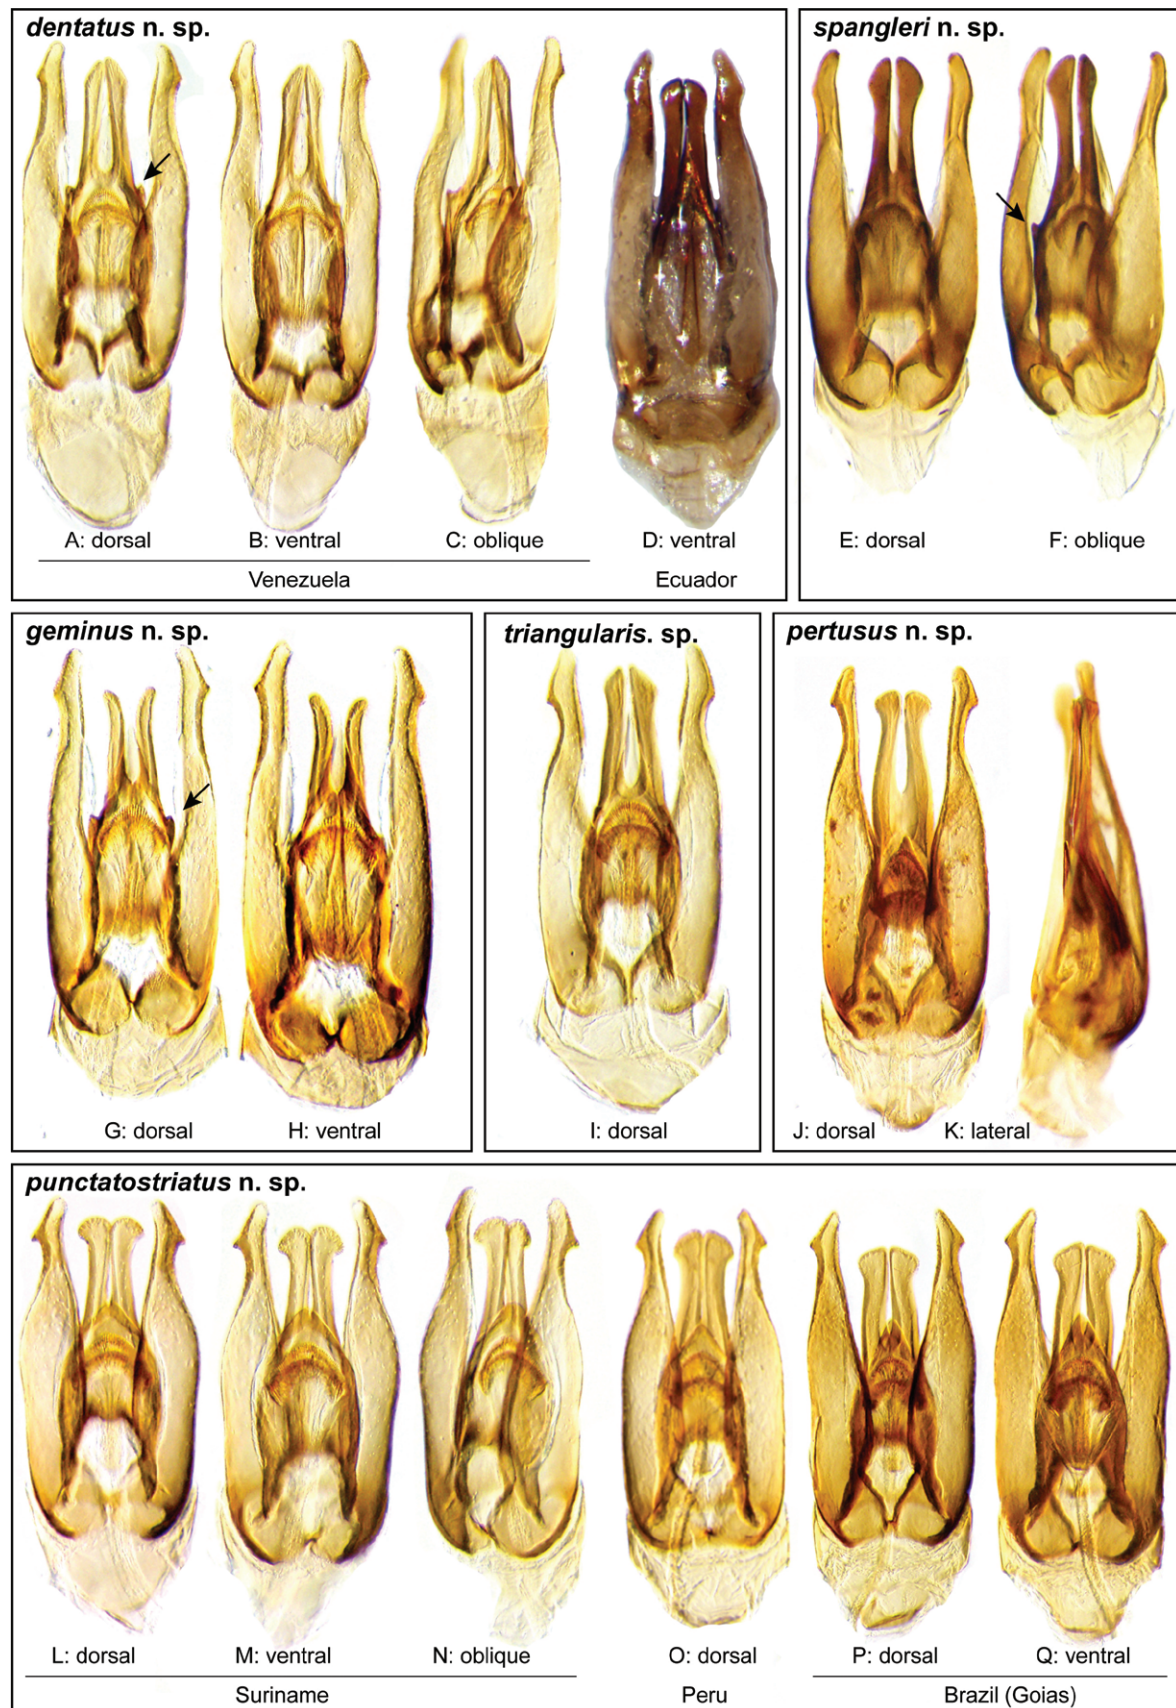 dentatus n. sp.
spangleri n. sp.
A: dorsal
B: ventral
C: oblique
D: ventral
E: dorsal
F: oblique
Venezuela
Ecuador
geminus n. sp.
triangularis. sp.
pertusus n. sp.
G: dorsal
H: ventral
I: dorsal
J: dorsal
K: lateral
punctatostriatus n. sp.
L: dorsal
M: ventral
N: oblique
O: dorsal
P: dorsal
Q: ventral
Suriname
Peru
Brazil (Goias)